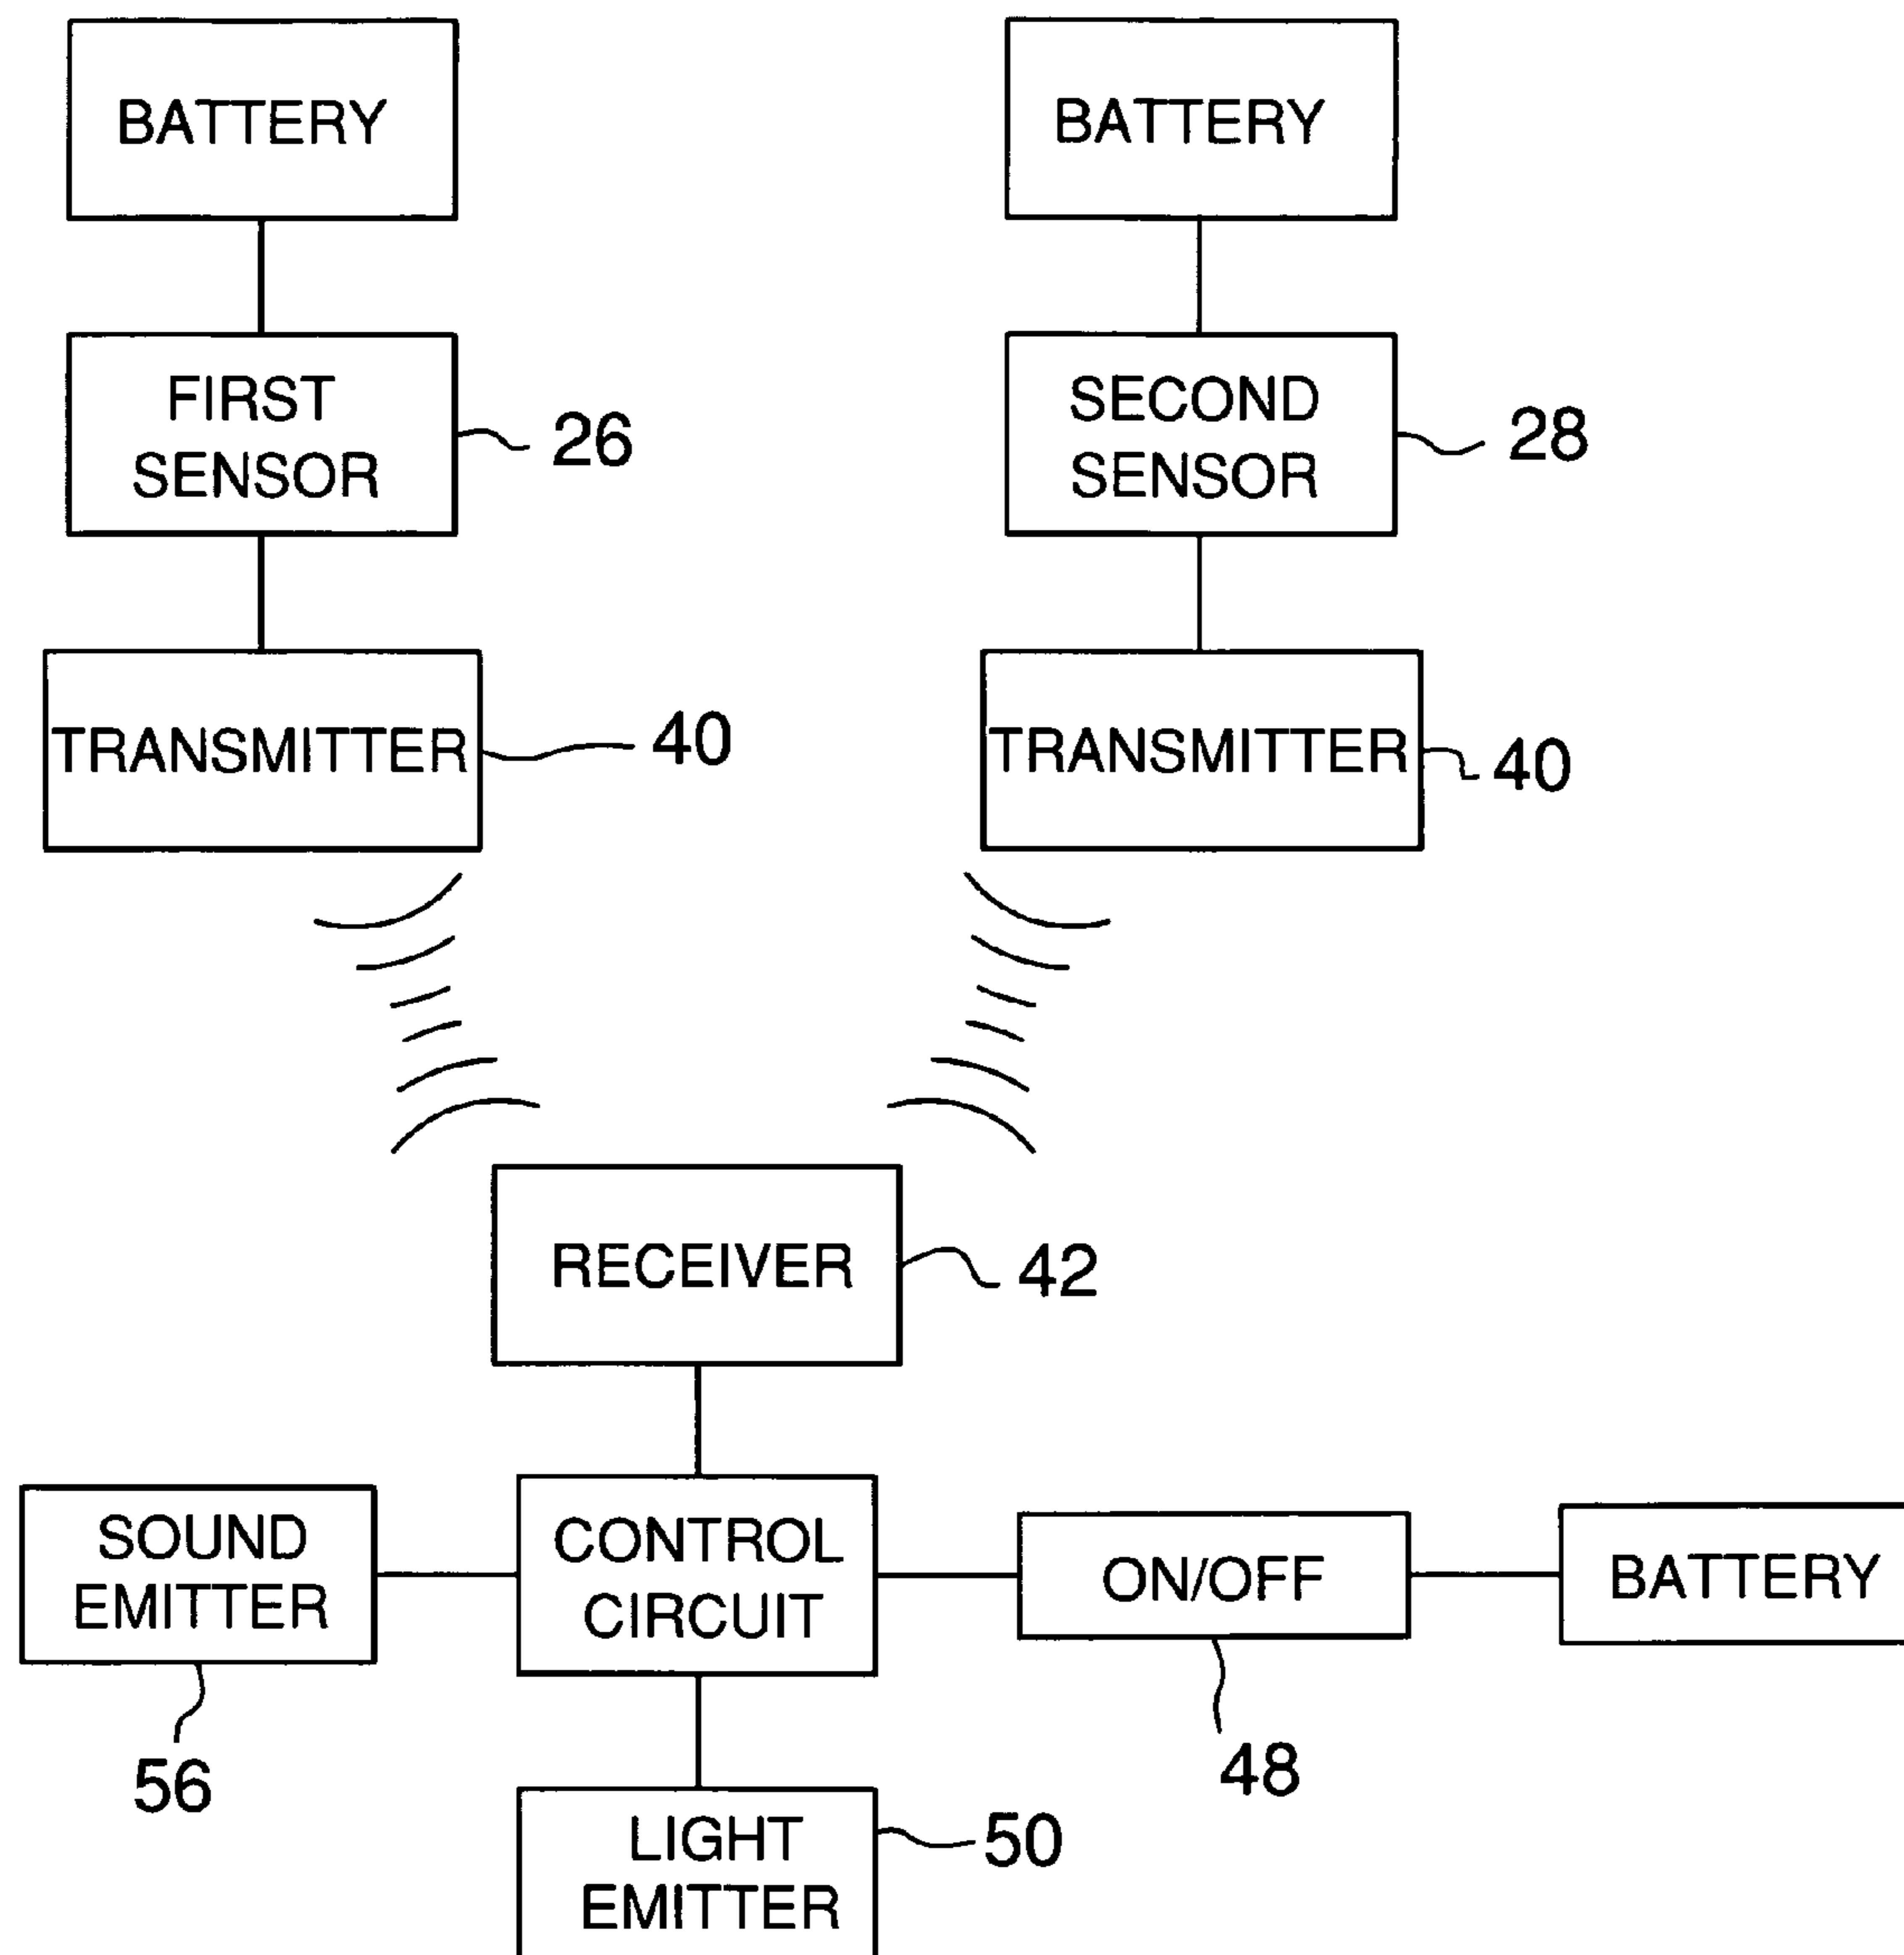 BATTERY
BATTERY
FIRST
SENSOR
26
SECOND
SENSOR
28
TRANSMITTER
40
TRANSMITTER
40
RECEIVER
42
SOUND
EMITTER
56
CONTROL
CIRCUIT
ON/OFF
48
BATTERY
LIGHT
EMITTER
50